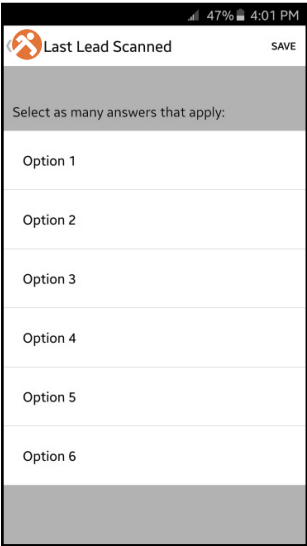 47% 4:01 PM
Last Lead Scanned SAVE
Select as many answers that apply:
Option 1
Option 2
Option 3
Option 4
Option 5
Option 6